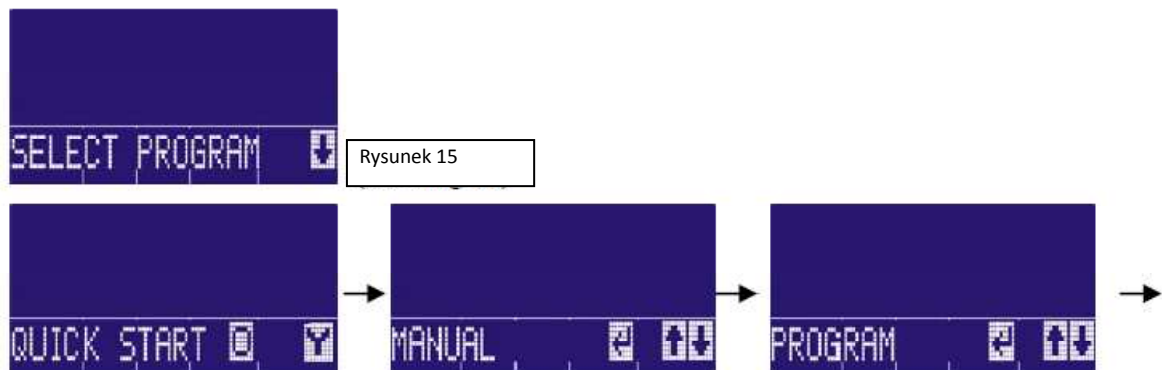 SELECT PROGRAM
Rysunek 15
QUICK START
MANUAL
PROGRAM